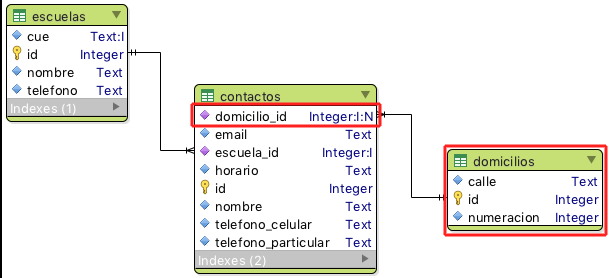 escuelas
cue Text:I
id Integer
nombre Text
telefono Text
Indexes (1)
contactos
domicilio_id Integer:I:N
email Text
escuela_id Integer:I
horario Text
id Integer
nombre Text
telefono_celular Text
telefono_particular Text
Indexes (2)
domicilios
calle Text
id Integer
numeracion Integer